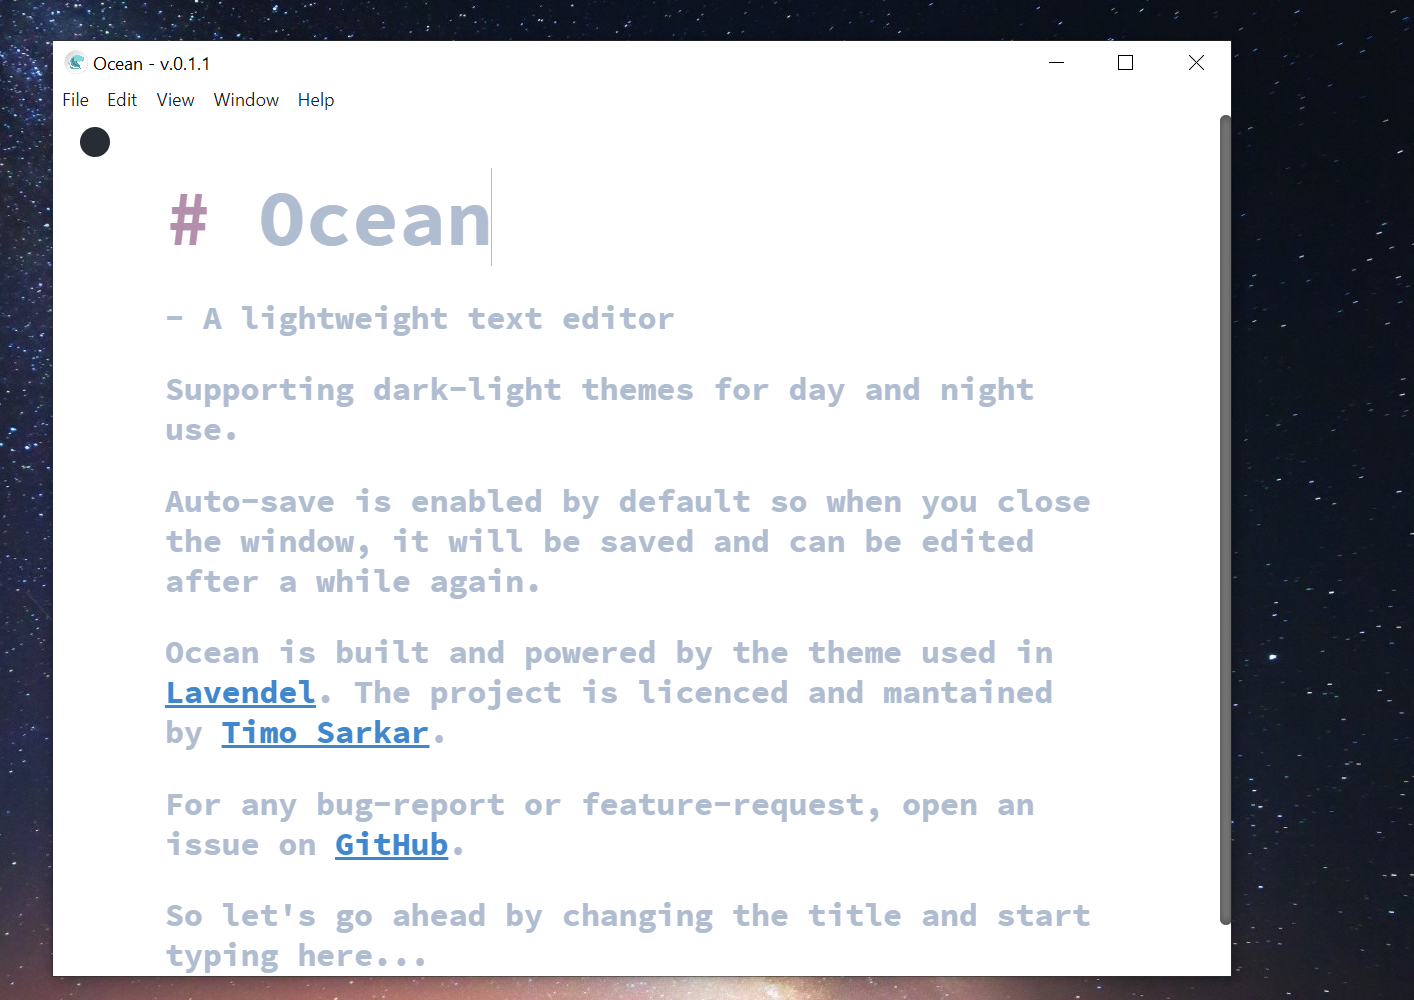 Ocean - v.0.1.1
File Edit View Window Help
# Ocean
- A lightweight text editor
Supporting dark-light themes for day and night
use.
Auto-save is enabled by default so when you close
the window, it will be saved and can be edited
after a while again.
Ocean is built and powered by the theme used in
Lavendel. The project is licenced and mantained
by Timo Sarkar.
For any bug-report or feature-request, open an
issue on GitHub.
So let's go ahead by changing the title and start
typing here...